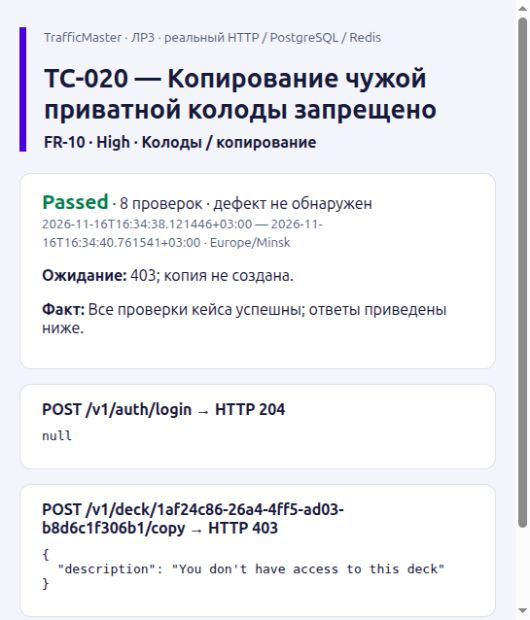 TrafficMaster · ЛР3 · реальный HTTP / PostgreSQL / Redis
TC-020 — Копирование чужой
приватной колоды запрещено
FR-10 · High · Колоды / копирование
Passed · 8 проверок · дефект не обнаружен
2026-11-16T16:34:38.121446+03:00 — 2026-11-
16T16:34:40.761541+03:00 · Europe/Minsk
Ожидание: 403; копия не создана.
Факт: Все проверки кейса успешны; ответы приведены
ниже.
POST /v1/auth/login → HTTP 204
null
POST /v1/deck/1af24c86-26a4-4ff5-ad03-
b8d6c1f306b1/copy → HTTP 403
{
  "description": "You don't have access to this deck"
}